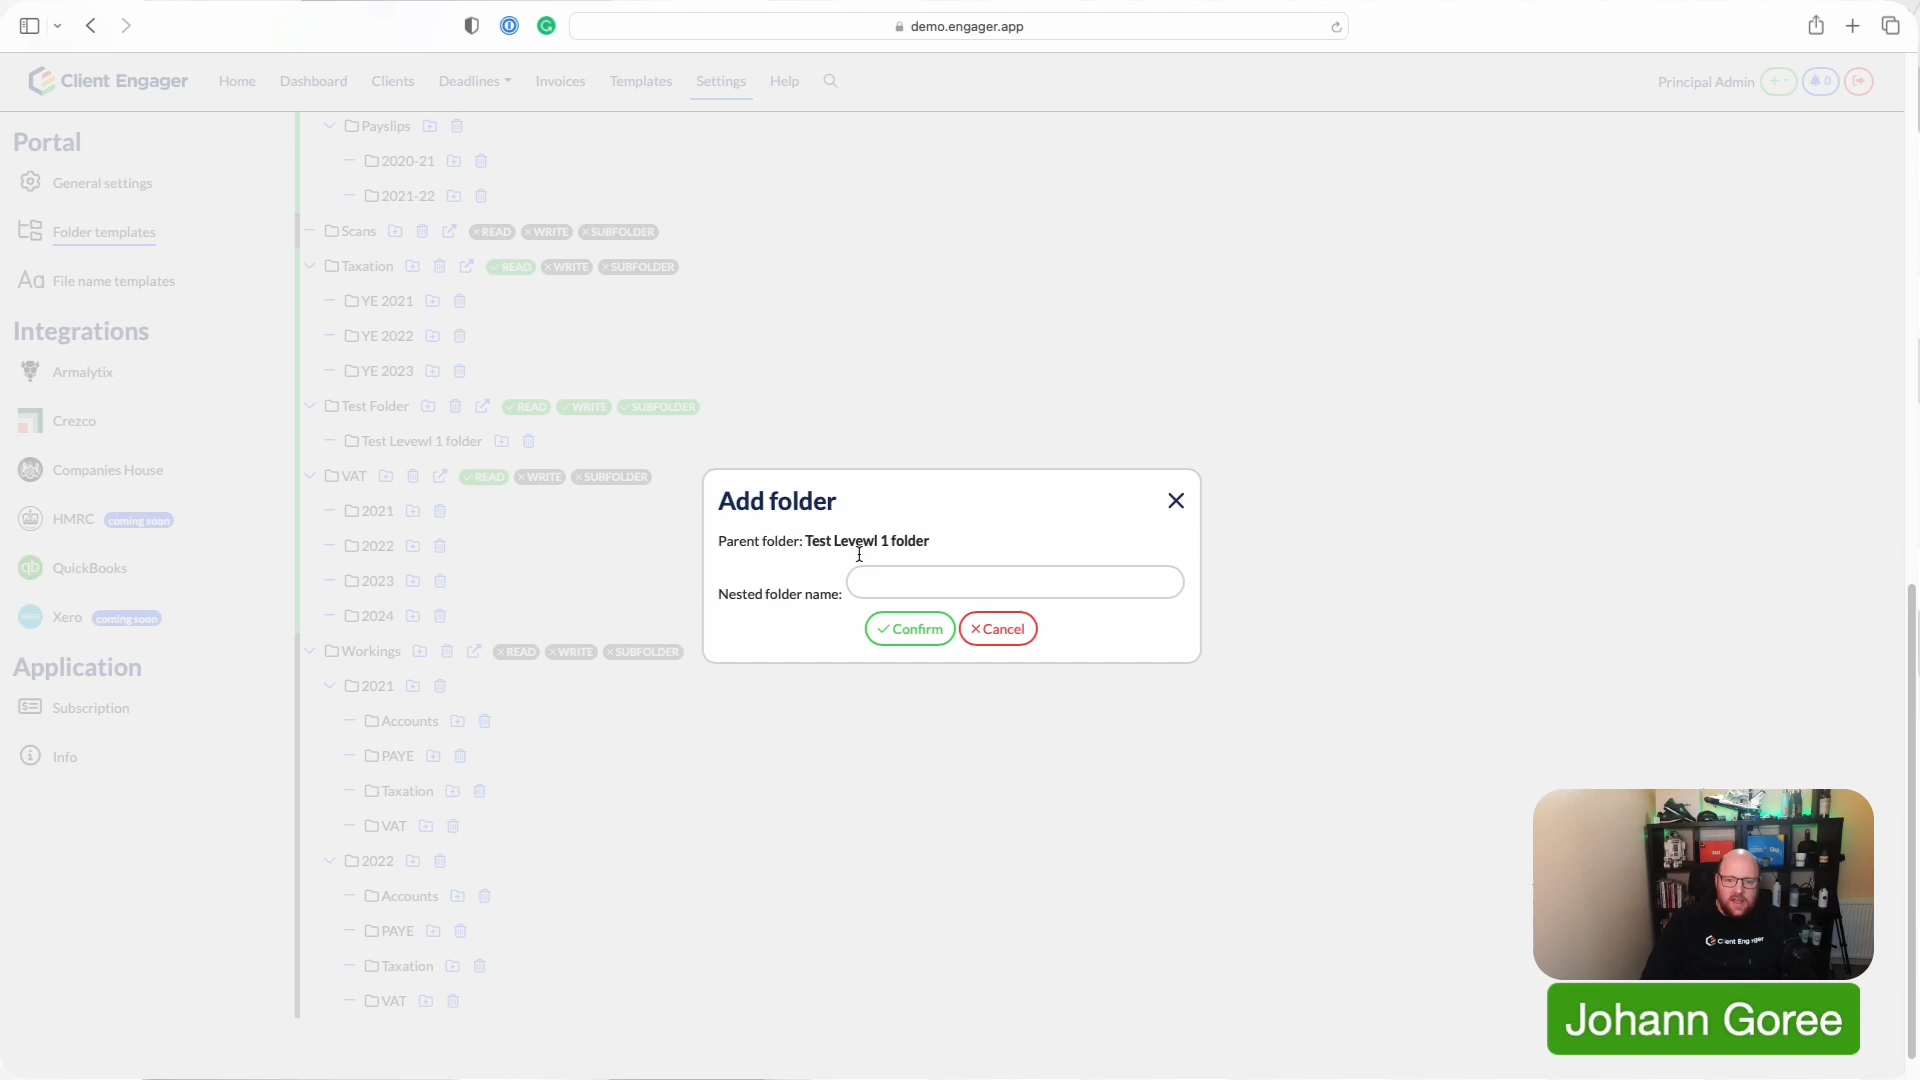 demo.engager.app
Client Engager Home Dashboard Clients Deadlines Invoices Templates Settings Help Principal Admin 0
Portal
General settings
Folder templates
File name templates
Integrations
Armalytix
Crezco
Companies House
HMRC coming soon
QuickBooks
Xero coming soon
Application
Subscription
Info
Payslips
2020-21
2021-22
Scans READ WRITE SUBFOLDER
Taxation READ WRITE SUBFOLDER
YE 2021
YE 2022
YE 2023
Test Folder READ WRITE SUBFOLDER
Test Levewl 1 folder
VAT READ WRITE SUBFOLDER
2021
2022
2023
2024
Workings READ WRITE SUBFOLDER
2021
Accounts
PAYE
Taxation
VAT
2022
Accounts
PAYE
Taxation
VAT
Add folder
Parent folder: Test Levewl 1 folder
Nested folder name:
Confirm Cancel
Client Engager
Johann Goree